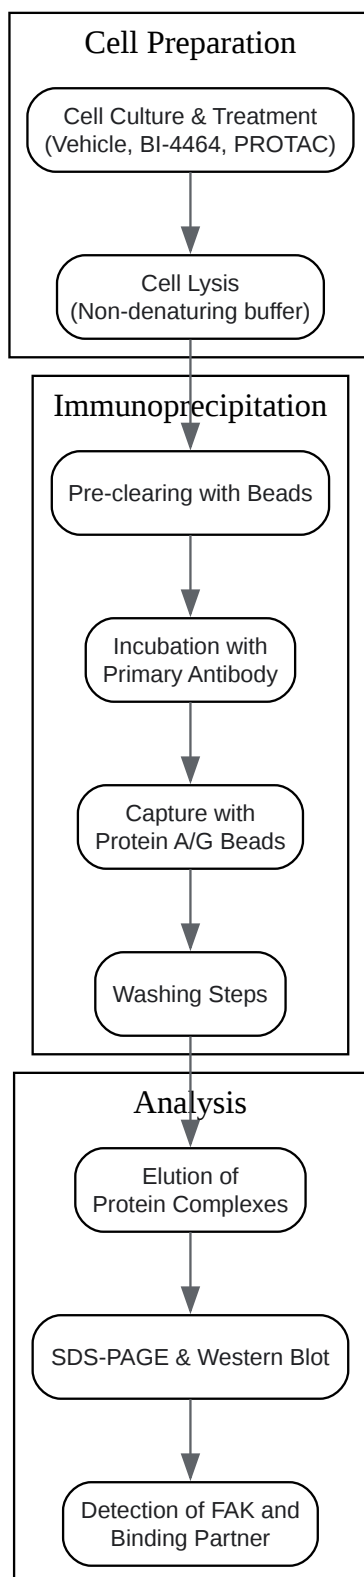 Cell Preparation
Cell Culture & Treatment
(Vehicle, BI-4464, PROTAC)
Cell Lysis
(Non-denaturing buffer)
Immunoprecipitation
Pre-clearing with Beads
Incubation with
Primary Antibody
Capture with
Protein A/G Beads
Washing Steps
Analysis
Elution of
Protein Complexes
SDS-PAGE & Western Blot
Detection of FAK and
Binding Partner